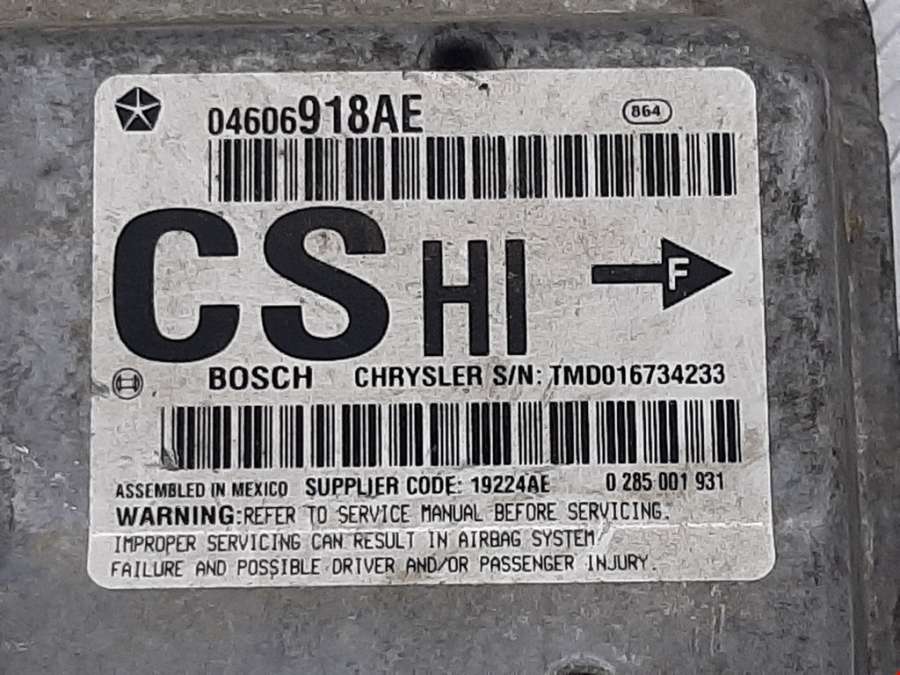 04606918AE 864
CS HI F
BOSCH CHRYSLER S/N: TMD016734233
ASSEMBLED IN MEXICO SUPPLIER CODE: 19224AE 0 285 001 931
WARNING:REFER TO SERVICE MANUAL BEFORE SERVICING.
IMPROPER SERVICING CAN RESULT IN AIRBAG SYSTEM/
FAILURE AND POSSIBLE DRIVER AND/OR PASSENGER INJURY.